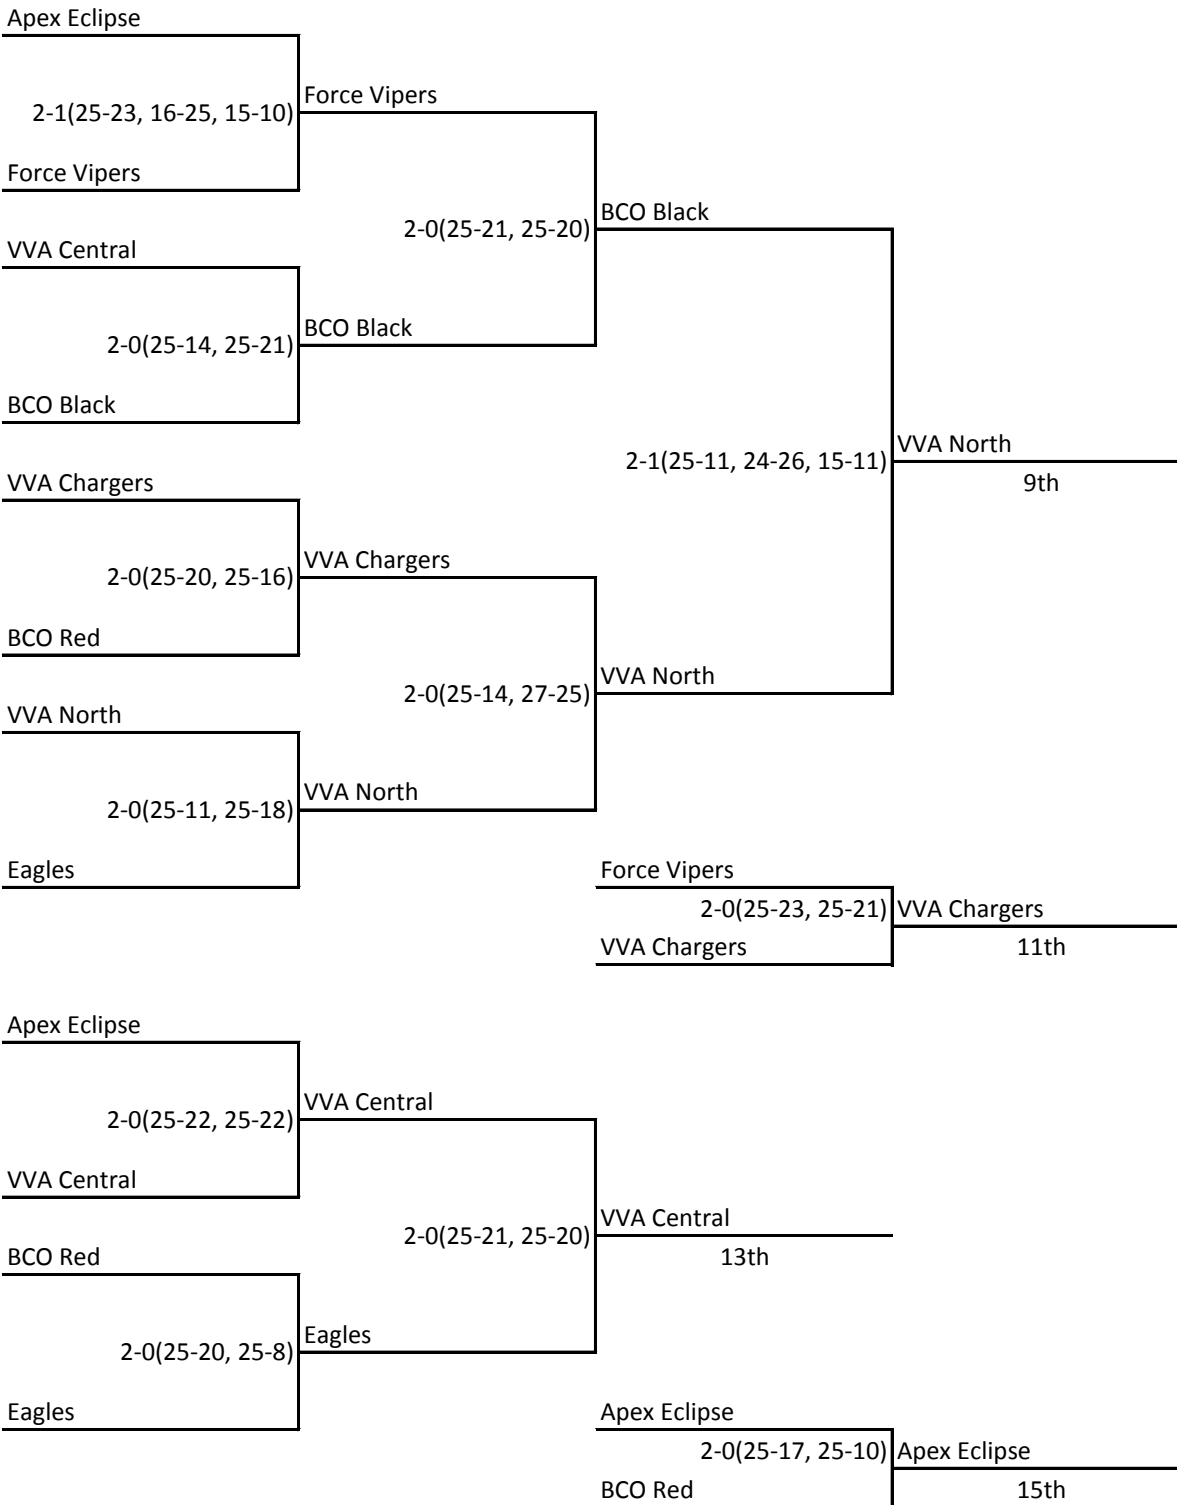 Apex Eclipse
Force Vipers
2-1(25-23, 16-25, 15-10)
Force Vipers
BCO Black
2-0(25-21, 25-20)
VVA Central
BCO Black
2-0(25-14, 25-21)
BCO Black
VVA North
2-1(25-11, 24-26, 15-11)
VVA Chargers
9th
VVA Chargers
2-0(25-20, 25-16)
BCO Red
VVA North
2-0(25-14, 27-25)
VVA North
VVA North
2-0(25-11, 25-18)
Eagles
Force Vipers
2-0(25-23, 25-21)
VVA Chargers
VVA Chargers
11th
Apex Eclipse
VVA Central
2-0(25-22, 25-22)
VVA Central
VVA Central
2-0(25-21, 25-20)
BCO Red
13th
Eagles
2-0(25-20, 25-8)
Eagles
Apex Eclipse
2-0(25-17, 25-10)
Apex Eclipse
BCO Red
15th